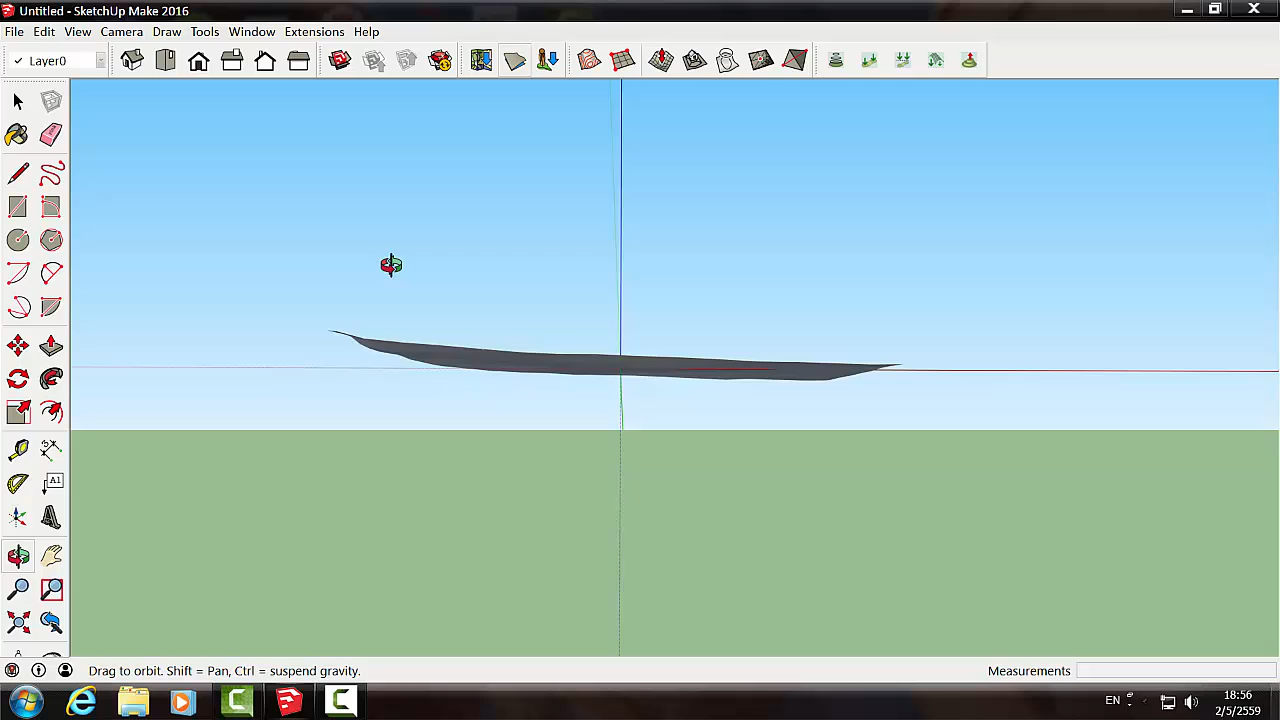 Untitled - SketchUp Make 2016
File Edit View Camera Draw Tools Window Extensions Help
Layer0
A1
Drag to orbit. Shift = Pan, Ctrl = suspend gravity.
Measurements
EN
18:56
2/5/2559